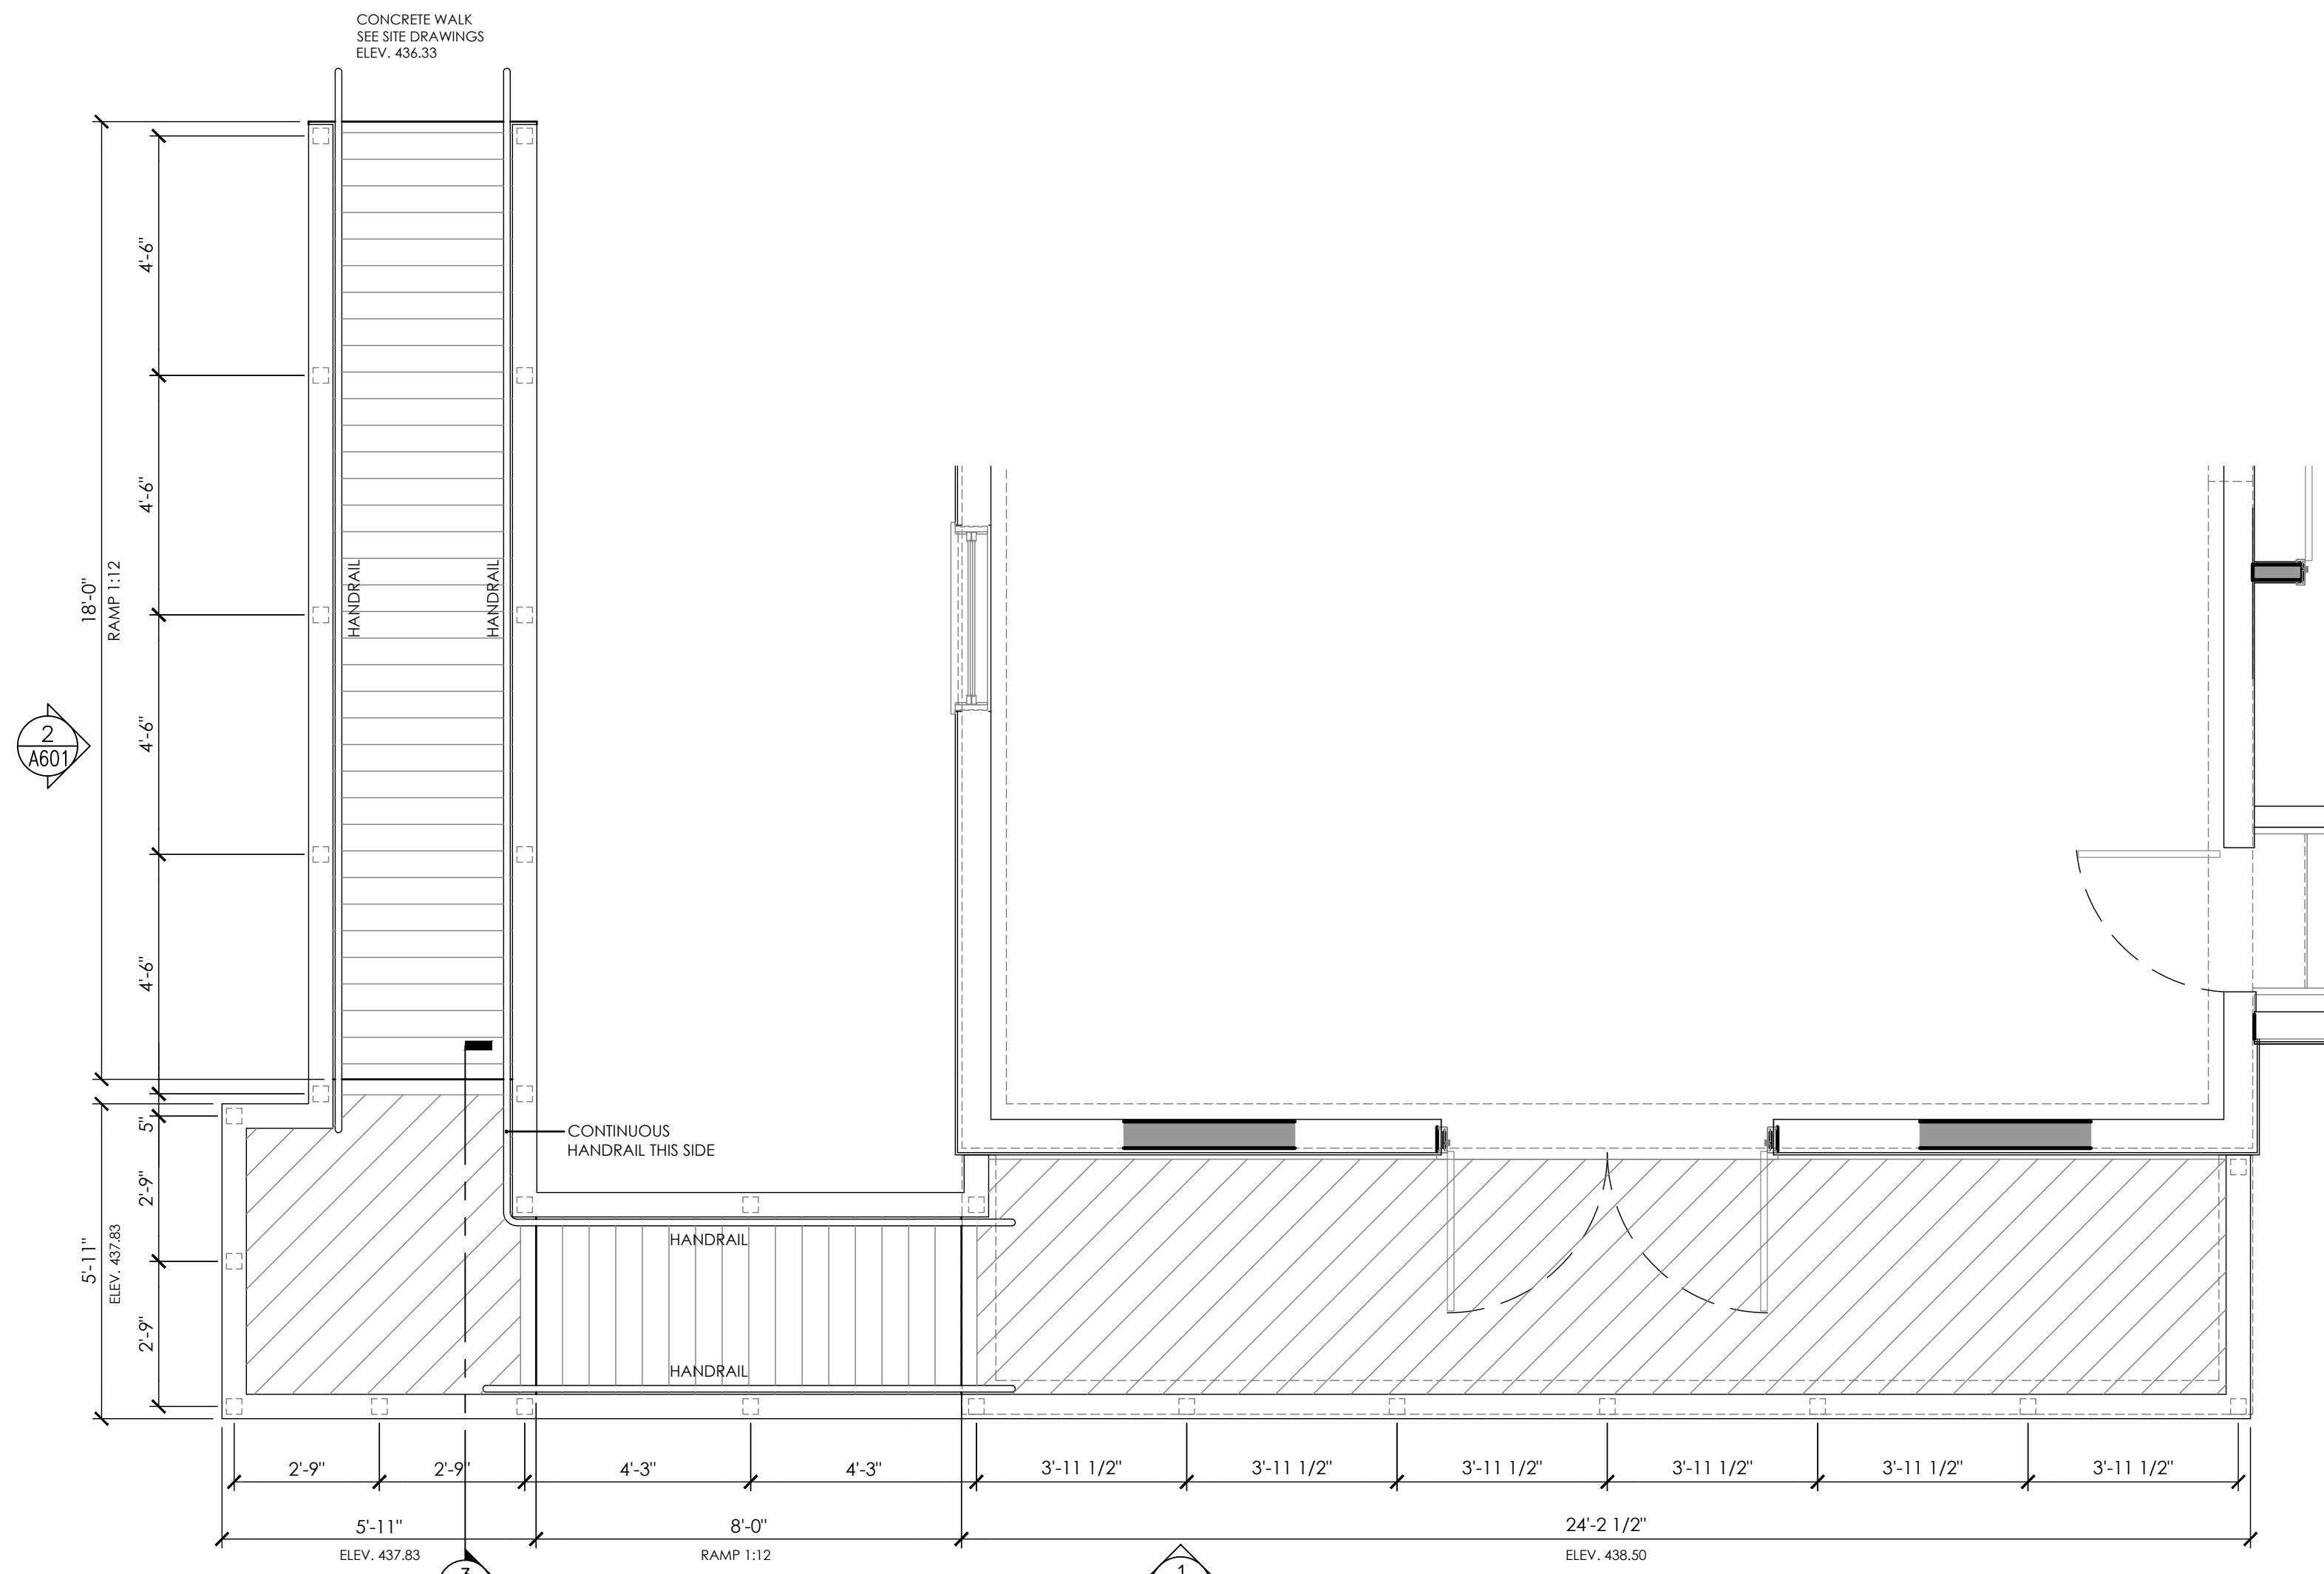 CONCRETE WALK
SEE SITE DRAWINGS
ELEV. 436.33
4'-6"
4'-6"
18'-0"
RAMP 1:12
HANDRAIL
HANDRAIL
2
A601
4'-6"
4'-6"
5"
CONTINUOUS
HANDRAIL THIS SIDE
2'-9"
5'-11"
ELEV. 437.83
HANDRAIL
2'-9"
HANDRAIL
2'-9"
2'-9"
4'-3"
4'-3"
3'-11 1/2"
3'-11 1/2"
3'-11 1/2"
3'-11 1/2"
3'-11 1/2"
3'-11 1/2"
5'-11"
8'-0"
24'-2 1/2"
ELEV. 437.83
RAMP 1:12
ELEV. 438.50
3
1